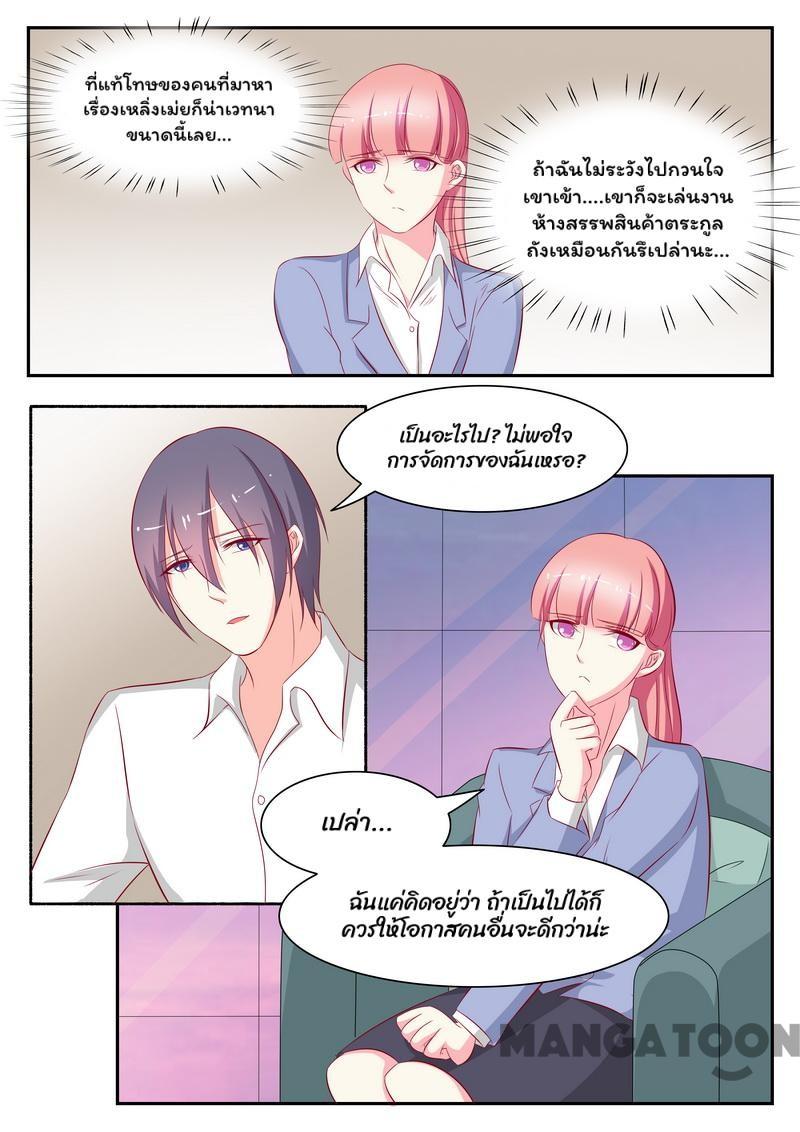 ที่แท้โทษของคนที่มาหา
เรื่องเหลิ่งเม่ยก็น่าเวทนา
ขนาดนี้เลย...
ถ้าฉันไม่ระวังไปกวนใจ
เขาเข้า....เขาก็จะเล่นงาน
ห้างสรรพสินค้าตระกูล
ถังเหมือนกันรึเปล่านะ...
เป็นอะไรไป? ไม่พอใจ
การจัดการของฉันเหรอ?
เปล่า...
ฉันแค่คิดอยู่ว่า ถ้าเป็นไปได้ก็
ควรให้โอกาสคนอื่นจะดีกว่าน่ะ
MANGATOON